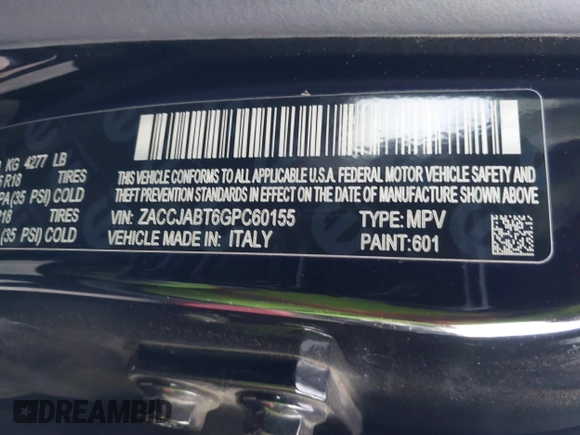 KG 4277 LB
R18 TIRES
PA(35 PSI) COLD
R18 TIRES
(35 PSI) COLD
THIS VEHICLE CONFORMS TO ALL APPLICABLE U.S.A. FEDERAL MOTOR VEHICLE SAFETY AND
THEFT PREVENTION STANDARDS IN EFFECT ON THE DATE OF MANUFACTURE SHOWN ABOVE.
VIN: ZACCJABT6GPC60155 TYPE: MPV
VEHICLE MADE IN: ITALY PAINT: 601
DREAMBID